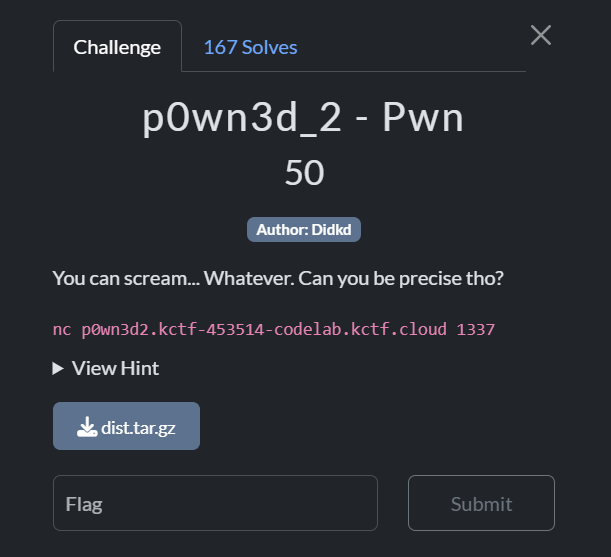 Challenge
167 Solves
p0wn3d_2 - Pwn
50
Author: Didkd
You can scream... Whatever. Can you be precise tho?
nc p0wn3d2.kctf-453514-codelab.kctf.cloud 1337
View Hint
dist.tar.gz
Flag
Submit